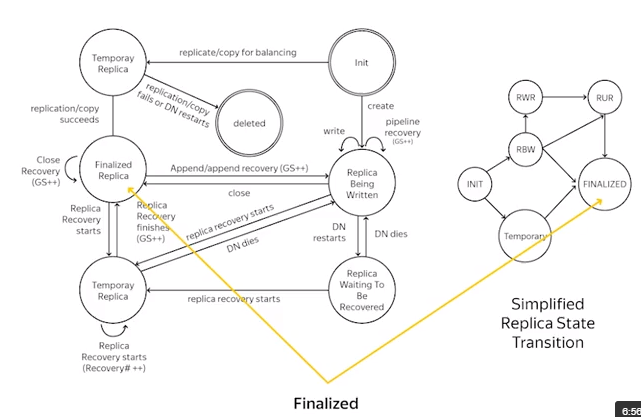 replicate/copy for balancing
Temporay
Replica
Init
replication/copy
fails or DN restarts
deleted
create
replication/copy
succeeds
write
pipeline
recovery
(GS++)
Close
Recovery
(GS++)
Finalized
Replica
Append/append recovery (GS++)
close
Replica
Being
Written
Replica
Recovery
starts
Replica
Recovery
finishes
(GS++)
replica recovery starts
DN dies
DN
restarts
DN dies
Temporay
Replica
replica recovery starts
Replica
Waiting To
Be
Recovered
Replica
Recovery starts
(Recovery# ++)
RWR
RUR
RBW
INIT
FINALIZED
Temporary
Simplified
Replica State
Transition
Finalized